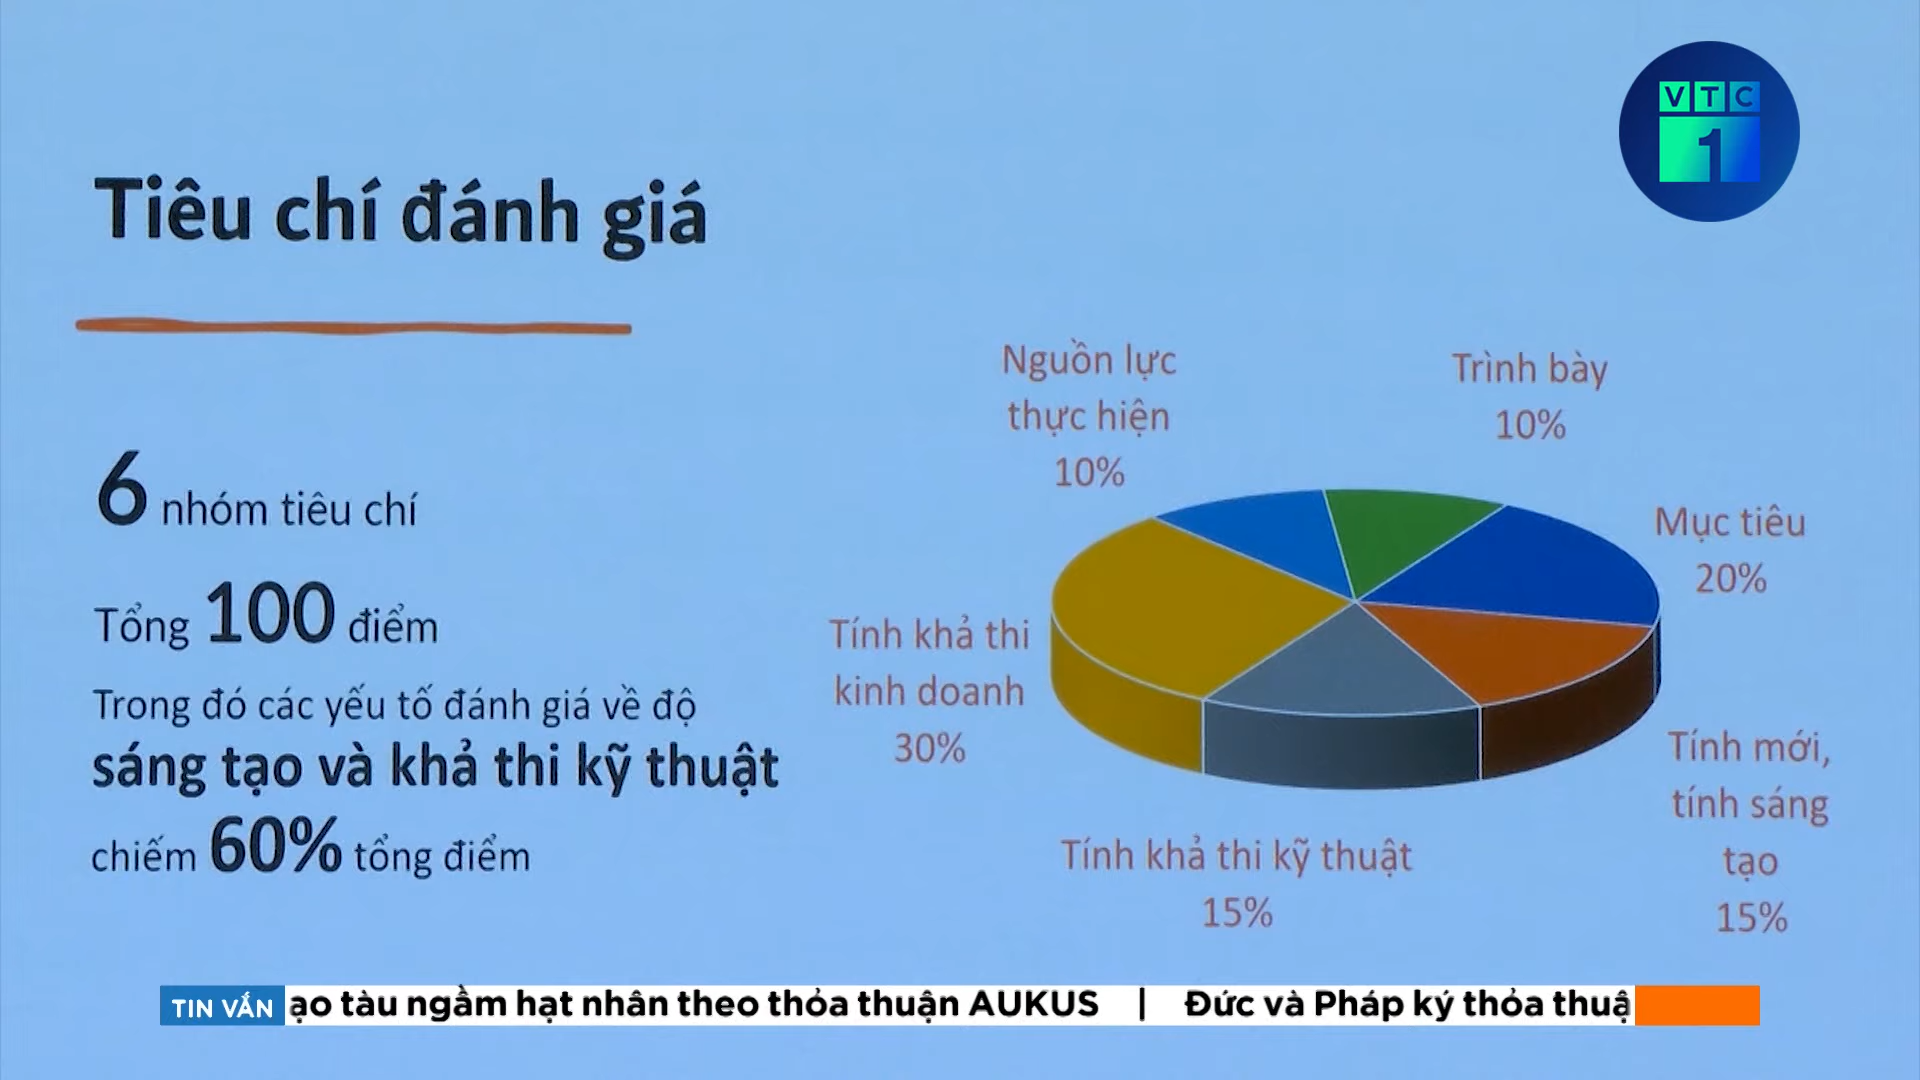 VTC
1
Tiêu chí đánh giá
6 nhóm tiêu chí
Tổng 100 điểm
Trong đó các yếu tố đánh giá về độ
sáng tạo và khả thi kỹ thuật
chiếm 60% tổng điểm
Nguồn lực
thực hiện
10%
Trình bày
10%
Mục tiêu
20%
Tính khả thi
kinh doanh
30%
Tính khả thi kỹ thuật
15%
Tính mới,
tính sáng
tạo
15%
TIN VẮN ạo tàu ngầm hạt nhân theo thỏa thuận AUKUS | Đức và Pháp ký thỏa thuậ